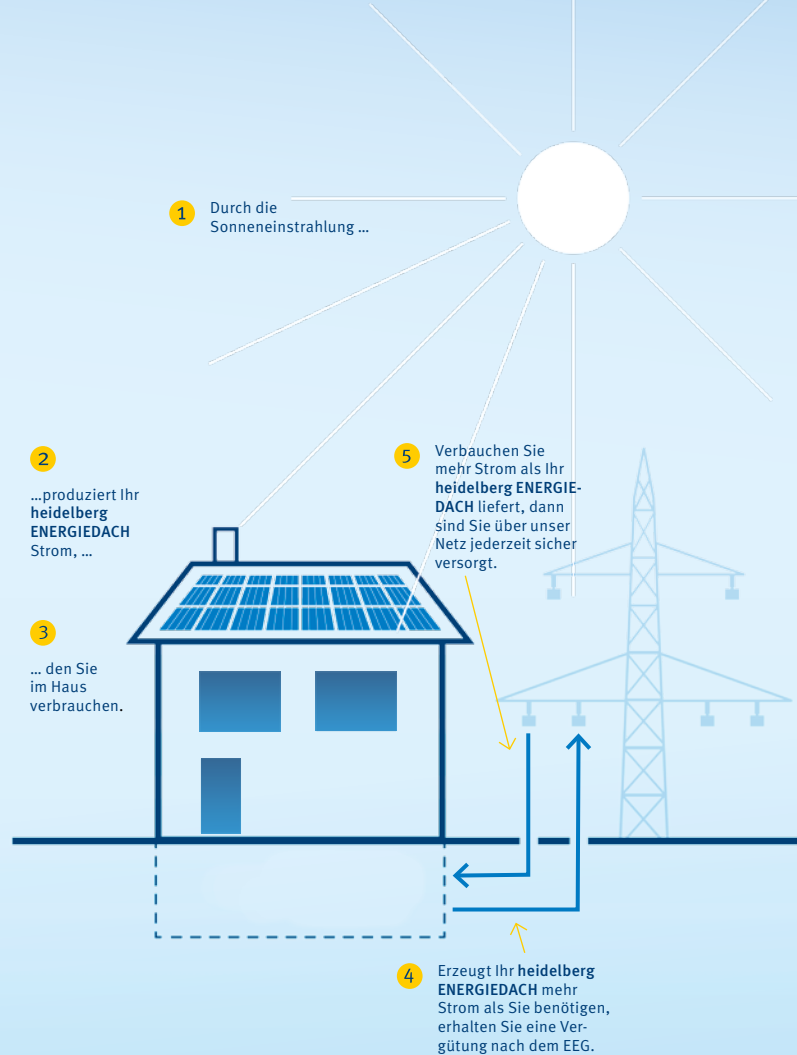 1
Durch die
Sonneneinstrahlung ...
2
...produziert Ihr
heidelberg
ENERGIEDACH
Strom, ...
3
... den Sie
im Haus
verbrauchen.
4
Erzeugt Ihr heidelberg
ENERGIEDACH mehr
Strom als Sie benötigen,
erhalten Sie eine Ver-
gütung nach dem EEG.
5
Verbauchen Sie
mehr Strom als Ihr
heidelberg ENERGIE-
DACH liefert, dann
sind Sie über unser
Netz jederzeit sicher
versorgt.